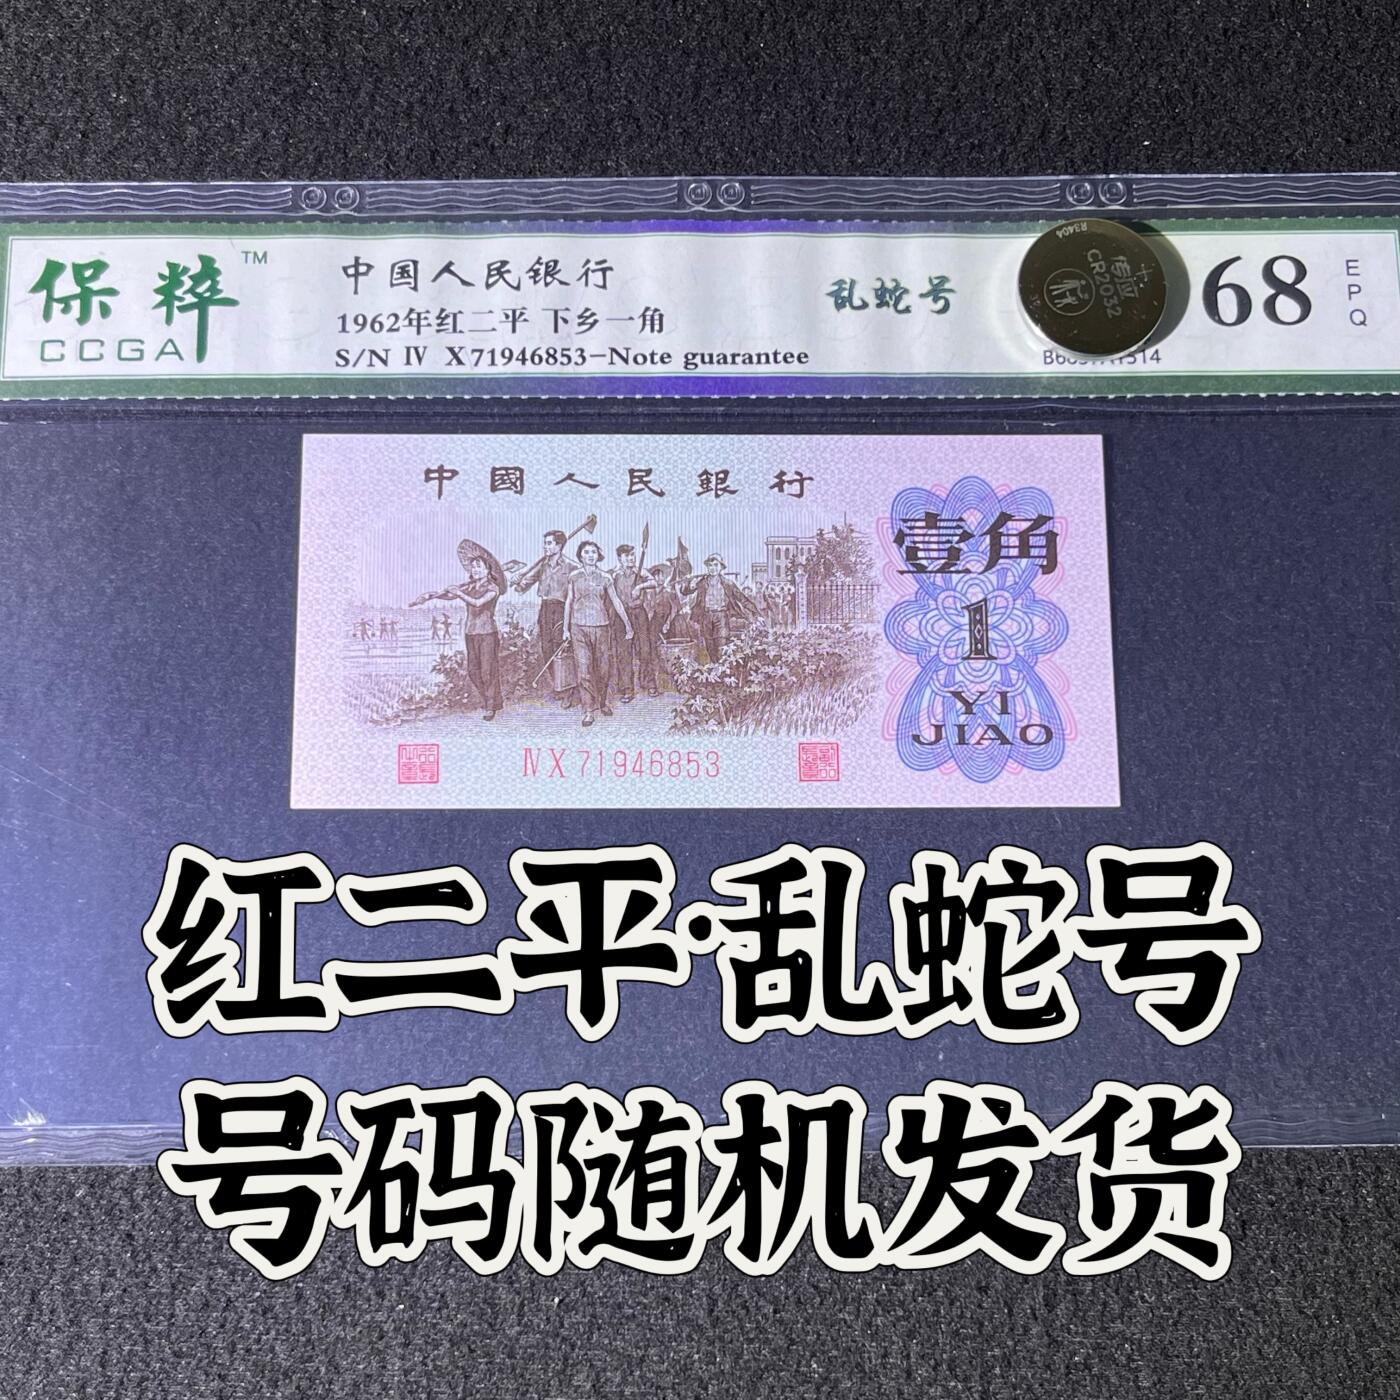 保粹™
CCGA
中国人民银行
1962年红二平 下乡一角
S/N Ⅳ X71946853-Note guarantee
乱蛇号
CR2032
R3404
68
EPQ
中國人民銀行
壹角
1
YI
JIAO
ⅣX71946853
红二平·乱蛇号
号码随机发货